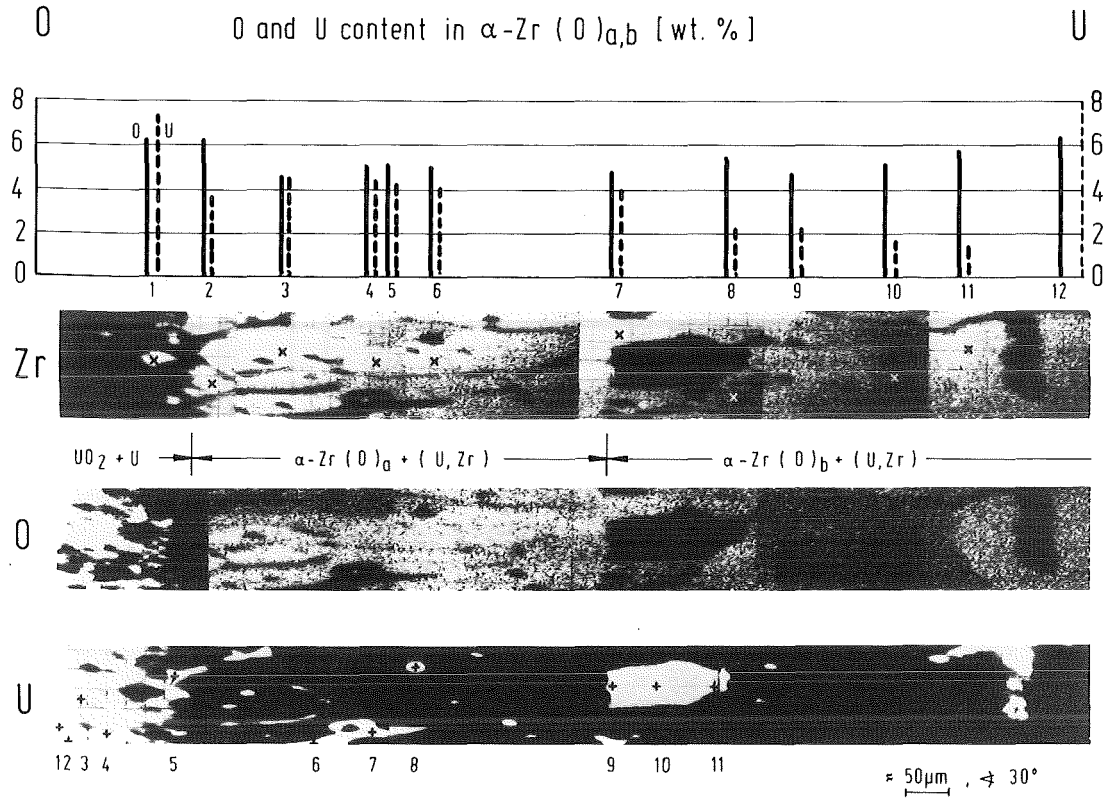 O U
O and U content in α-Zr (O)a,b [wt. %]
8 8
O U
6 6
4 4
2 2
0 0
1 2 3 4 5 6 7 8 9 10 11 12
Zr
UO2 + U α-Zr (O)a + (U,Zr) α-Zr (O)b + (U,Zr)
O
U
12 3 4 5 6 7 8 9 10 11
≈ 50µm , ∢ 30°